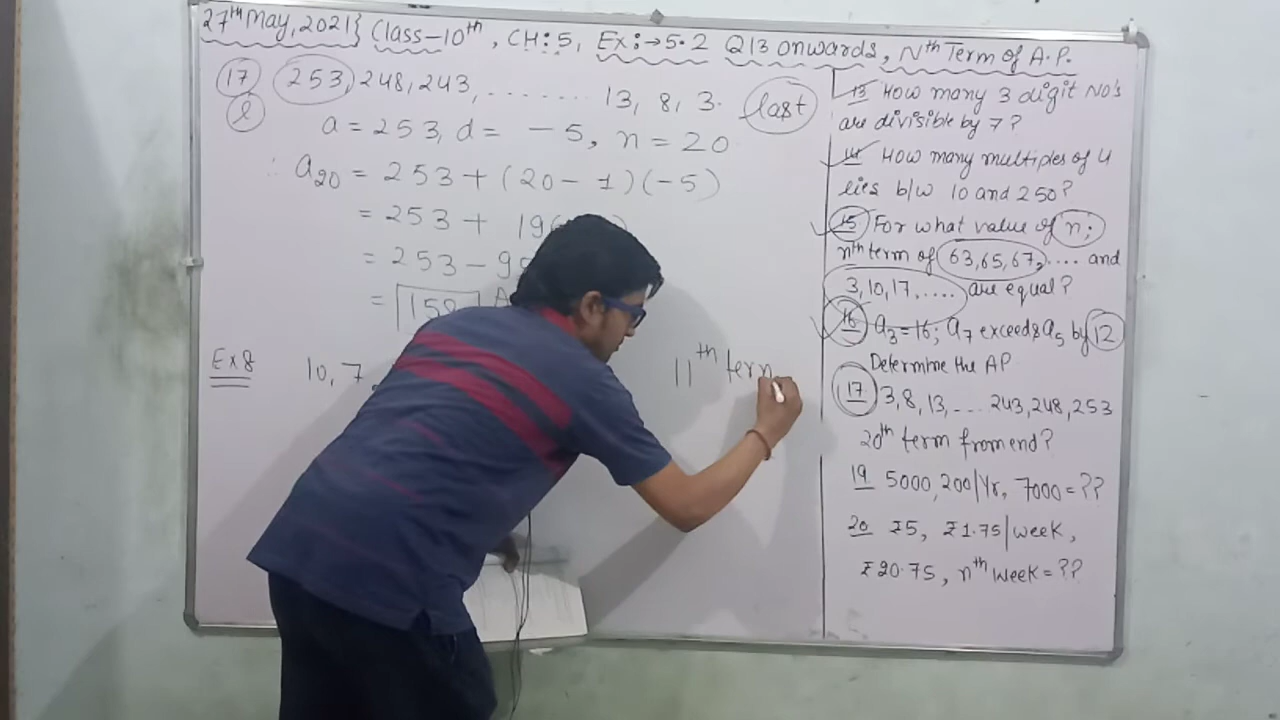 27th May, 2021} Class-10th, CH: 5, Ex:→5.2 Q13 onwards, Nth Term of A.P.
17 253, 248, 243, ........ 13, 8, 3. last
l
a = 253, d = -5, n = 20
∴ a20 = 253 + (20 - 1)(-5)
= 253 + 19(
= 253 - 9
= 158
Ex 8 10, 7, 11th term
13 How many 3 digit No's
are divisible by 7?
14 How many multiples of 4
lies b/w 10 and 250?
15 For what value of n;
nth term of 63, 65, 67, .... and
3, 10, 17, .... are equal?
16 a3 = 16; a7 exceeds a5 by 12
Determine the AP
17 3, 8, 13, ... 243, 248, 253
20th term from end?
19 5000, 200/Yr, 7000 = ??
20 ₹5, ₹1.75/week,
₹20.75, nth week = ??